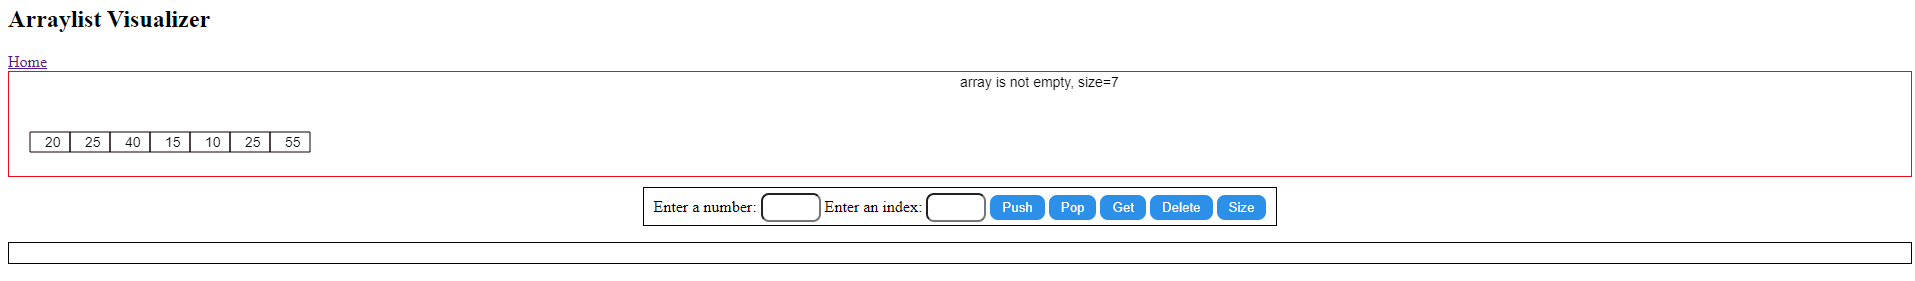 Arraylist Visualizer
Home
array is not empty, size=7
20 25 40 15 10 25 55
Enter a number: Enter an index: Push Pop Get Delete Size